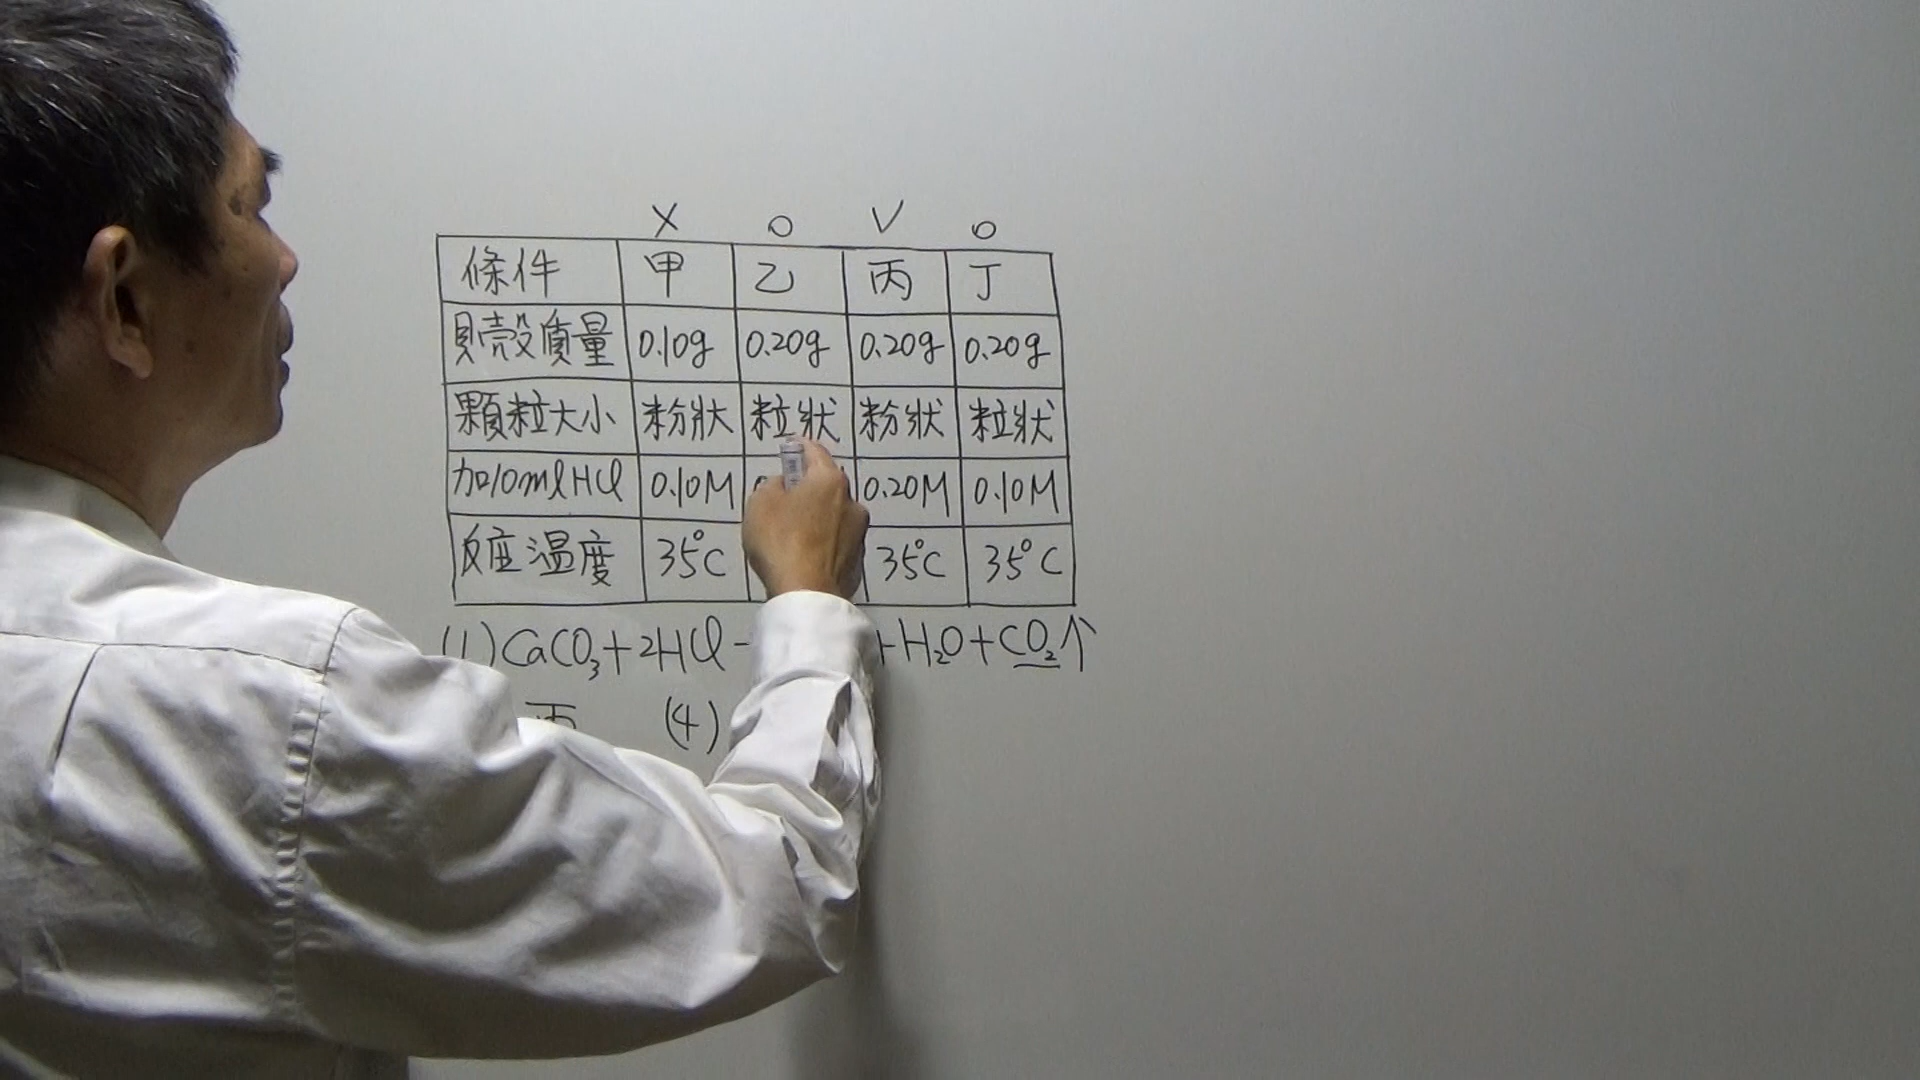 X O V O
條件 甲 乙 丙 丁
貝殼質量 0.10g 0.20g 0.20g 0.20g
顆粒大小 粉狀 粒狀 粉狀 粒狀
加10mlHCl 0.10M 0.20M 0.10M
反应温度 35°C 35°C 35°C
(1) CaCO₃+2HCl- +H₂O+CO₂↑
丙 (4)